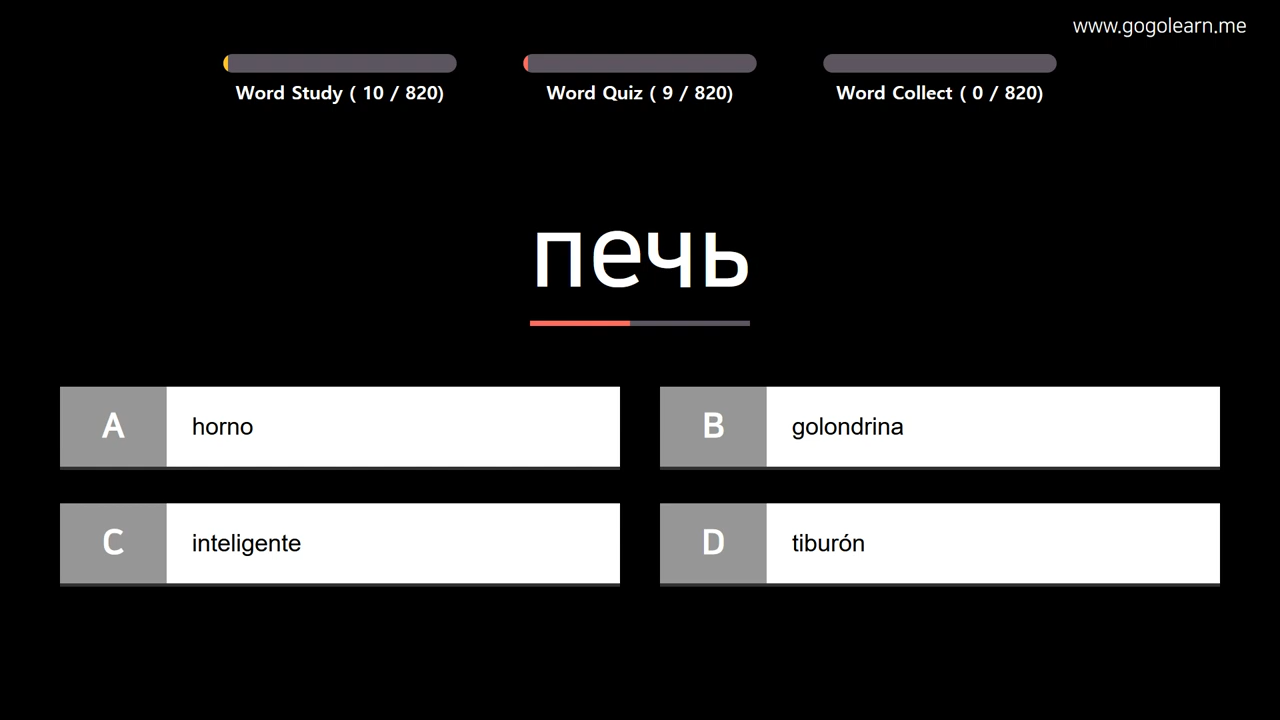 www.gogolearn.me
Word Study ( 10 / 820)
Word Quiz ( 9 / 820)
Word Collect ( 0 / 820)
печь
A horno
B golondrina
C inteligente
D tiburón